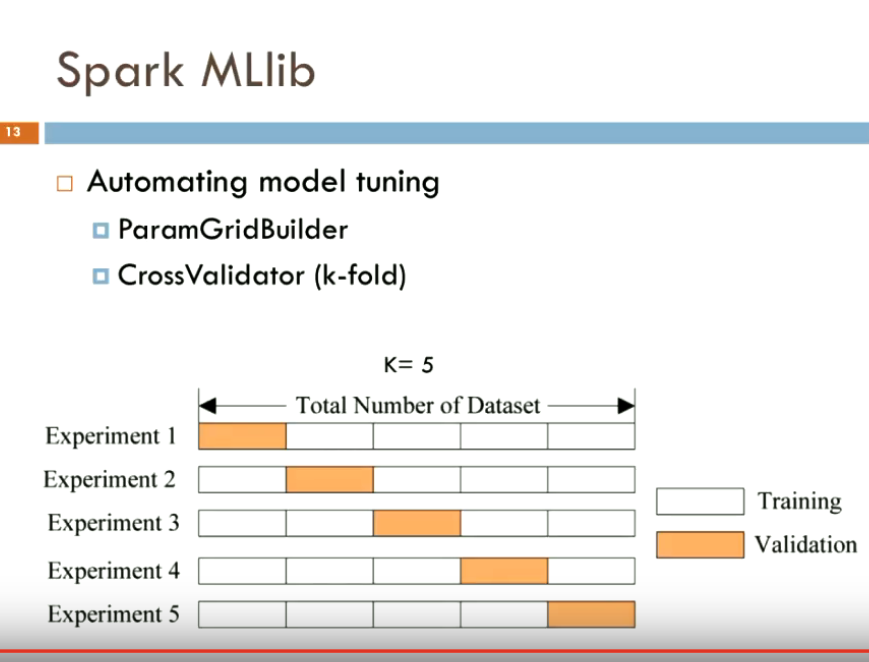 Spark MLlib
13
Automating model tuning
ParamGridBuilder
CrossValidator (k-fold)
K= 5
Total Number of Dataset
Experiment 1
Experiment 2
Experiment 3
Experiment 4
Experiment 5
Training
Validation